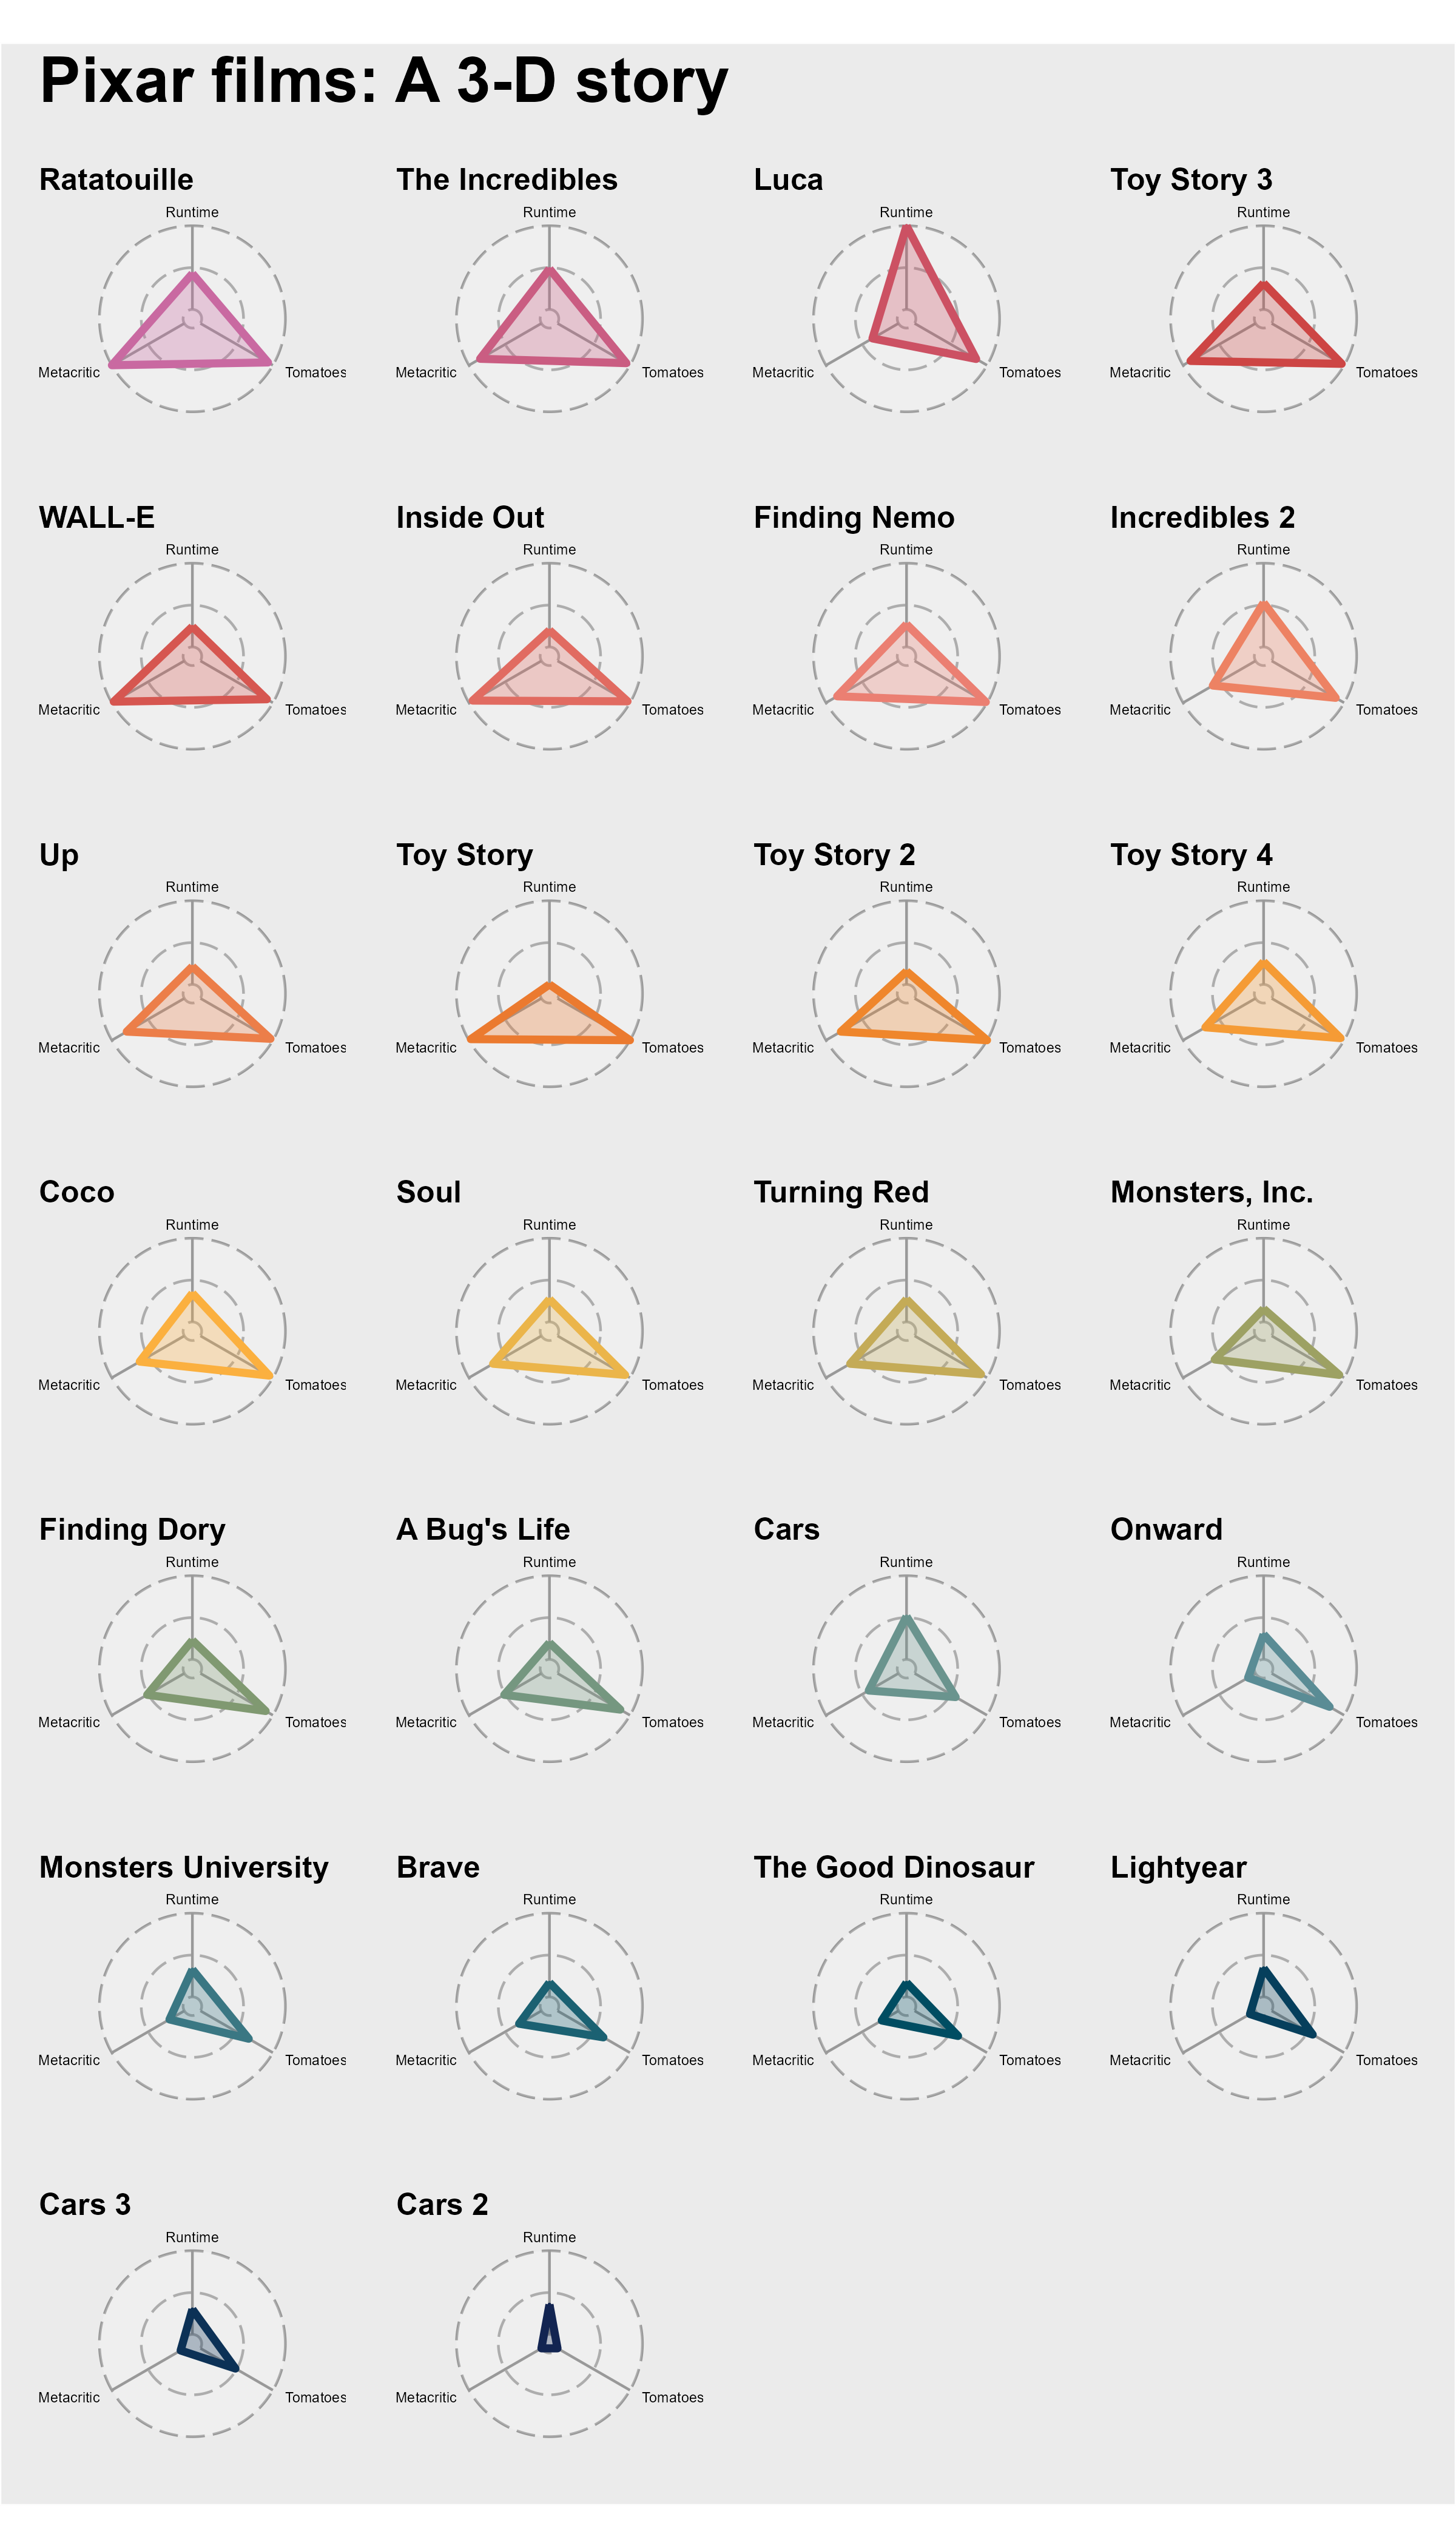 Pixar films: A 3-D story
Ratatouille
Runtime
Metacritic
Tomatoes
The Incredibles
Runtime
Metacritic
Tomatoes
Luca
Runtime
Metacritic
Tomatoes
Toy Story 3
Runtime
Metacritic
Tomatoes
WALL-E
Runtime
Metacritic
Tomatoes
Inside Out
Runtime
Metacritic
Tomatoes
Finding Nemo
Runtime
Metacritic
Tomatoes
Incredibles 2
Runtime
Metacritic
Tomatoes
Up
Runtime
Metacritic
Tomatoes
Toy Story
Runtime
Metacritic
Tomatoes
Toy Story 2
Runtime
Metacritic
Tomatoes
Toy Story 4
Runtime
Metacritic
Tomatoes
Coco
Runtime
Metacritic
Tomatoes
Soul
Runtime
Metacritic
Tomatoes
Turning Red
Runtime
Metacritic
Tomatoes
Monsters, Inc.
Runtime
Metacritic
Tomatoes
Finding Dory
Runtime
Metacritic
Tomatoes
A Bug's Life
Runtime
Metacritic
Tomatoes
Cars
Runtime
Metacritic
Tomatoes
Onward
Runtime
Metacritic
Tomatoes
Monsters University
Runtime
Metacritic
Tomatoes
Brave
Runtime
Metacritic
Tomatoes
The Good Dinosaur
Runtime
Metacritic
Tomatoes
Lightyear
Runtime
Metacritic
Tomatoes
Cars 3
Runtime
Metacritic
Tomatoes
Cars 2
Runtime
Metacritic
Tomatoes